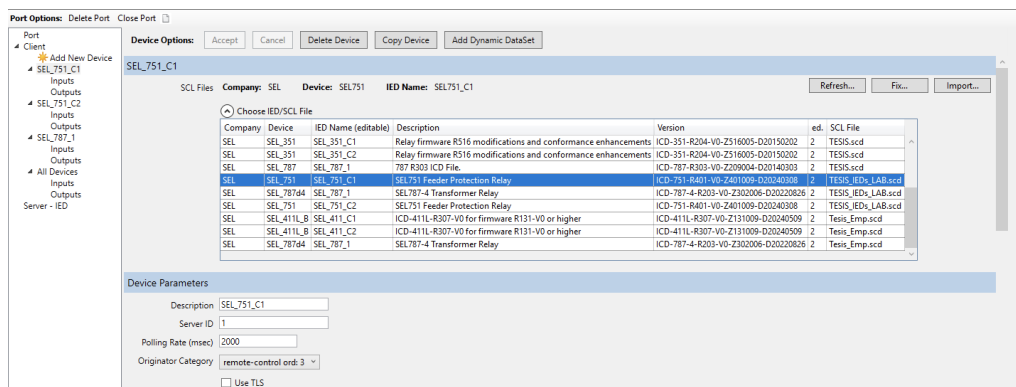 Port Options: Delete Port Close Port
Port
Client
Add New Device
SEL_751_C1
Inputs
Outputs
SEL_751_C2
Inputs
Outputs
SEL_787_1
Inputs
Outputs
All Devices
Inputs
Outputs
Server - IED
Device Options: Accept Cancel Delete Device Copy Device Add Dynamic DataSet
SEL_751_C1
SCL Files Company: SEL Device: SEL751 IED Name: SEL751_C1 Refresh... Fix... Import...
Choose IED/SCL File
Company Device IED Name (editable) Description Version ed. SCL File
SEL SEL_351 SEL_351_C1 Relay firmware R516 modifications and conformance enhancements ICD-351-R204-V0-Z516005-D20150202 2 TESIS.scd
SEL SEL_351 SEL_351_C2 Relay firmware R516 modifications and conformance enhancements ICD-351-R204-V0-Z516005-D20150202 2 TESIS.scd
SEL SEL_787 SEL_787_1 787 R303 ICD File. ICD-787-R303-V0-Z209004-D20140303 2 TESIS.scd
SEL SEL_751 SEL_751_C1 SEL751 Feeder Protection Relay ICD-751-R401-V0-Z401009-D20240308 2 TESIS_IEDs_LAB.scd
SEL SEL_787d4 SEL_787_1 SEL787-4 Transformer Relay ICD-787-4-R203-V0-Z302006-D20220826 2 TESIS_IEDs_LAB.scd
SEL SEL_751 SEL_751_C2 SEL751 Feeder Protection Relay ICD-751-R401-V0-Z401009-D20240308 2 TESIS_IEDs_LAB.scd
SEL SEL_411L_B SEL_411_C1 ICD-411L-R307-V0 for firmware R131-V0 or higher ICD-411L-R307-V0-Z131009-D20240509 2 Tesis_Emp.scd
SEL SEL_411L_B SEL_411_C2 ICD-411L-R307-V0 for firmware R131-V0 or higher ICD-411L-R307-V0-Z131009-D20240509 2 Tesis_Emp.scd
SEL SEL_787d4 SEL_787_1 SEL787-4 Transformer Relay ICD-787-4-R203-V0-Z302006-D20220826 2 Tesis_Emp.scd
Device Parameters
Description SEL_751_C1
Server ID 1
Polling Rate (msec) 2000
Originator Category remote-control ord: 3
Use TLS